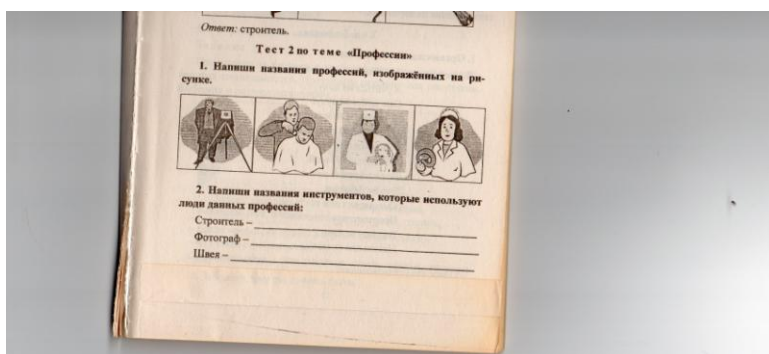 Ответ: строитель.
Тест 2 по теме «Профессии»
1. Напиши названия профессий, изображённых на ри-
сунке.
2. Напиши названия инструментов, которые используют
люди данных профессий:
Строитель –
Фотограф –
Швея –